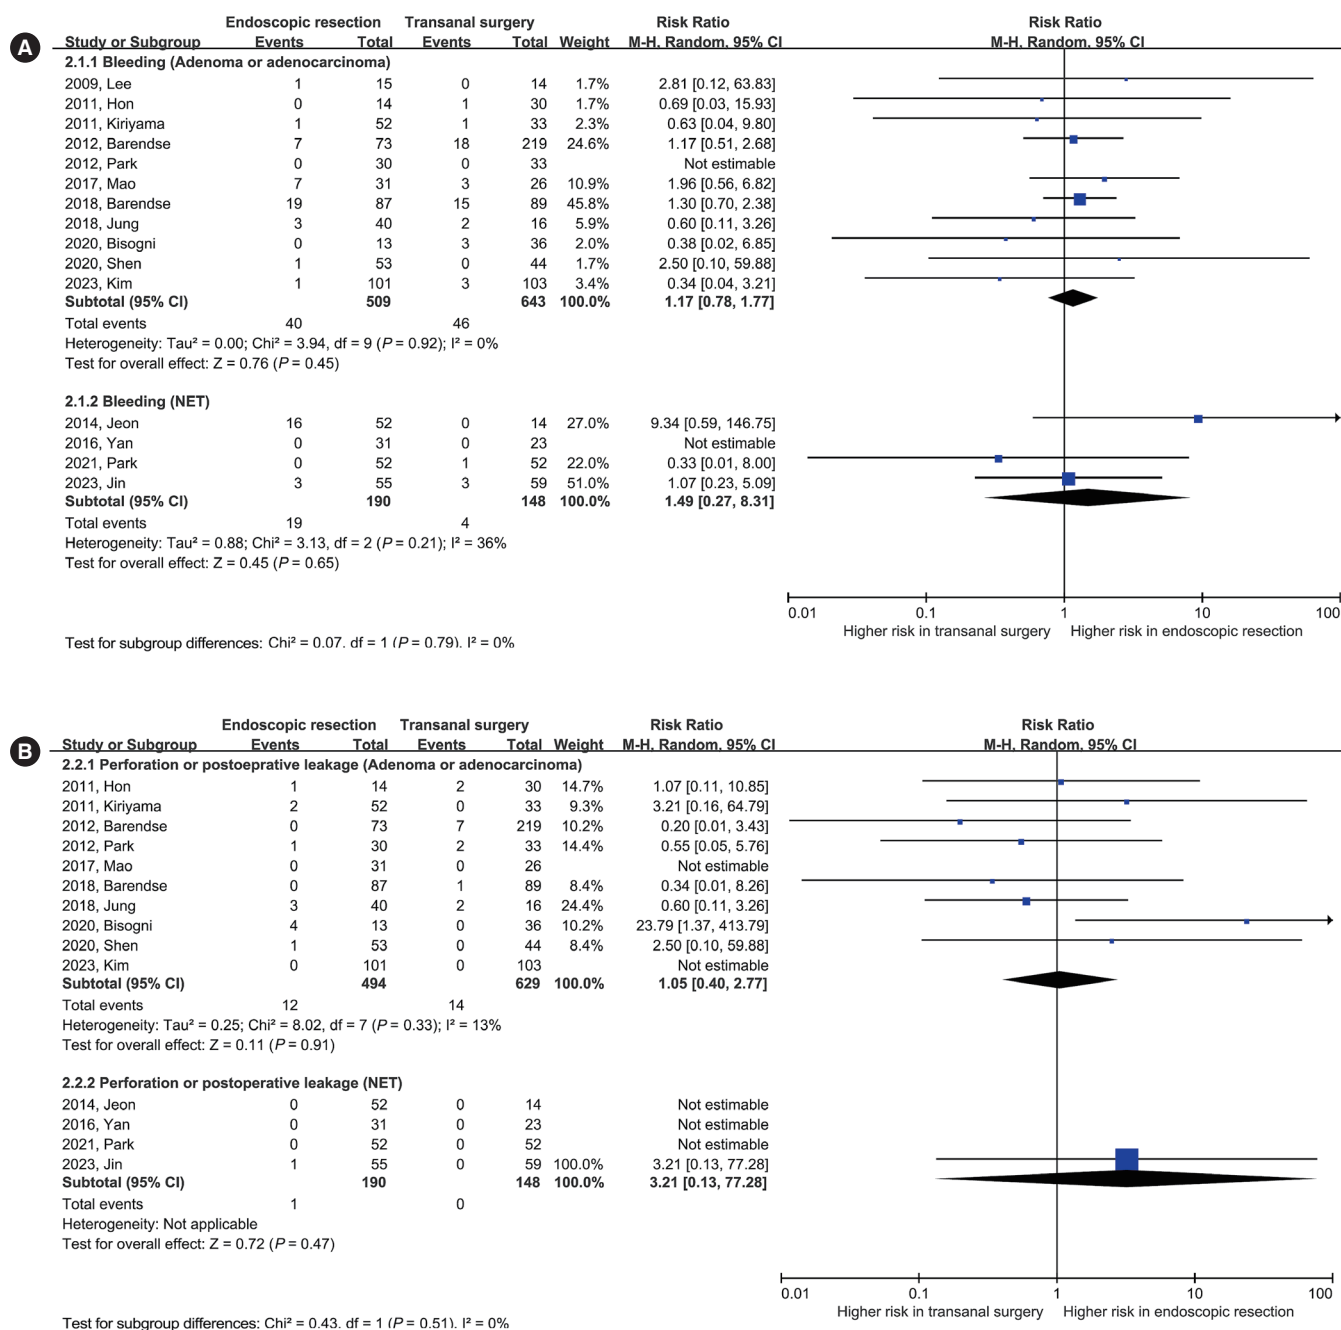 A
Endoscopic resection Transanal surgery Risk Ratio Risk Ratio
Study or Subgroup Events Total Events Total Weight M-H, Random, 95% CI M-H, Random, 95% CI
2.1.1 Bleeding (Adenoma or adenocarcinoma)
2009, Lee 1 15 0 14 1.7% 2.81 [0.12, 63.83]
2011, Hon 0 14 1 30 1.7% 0.69 [0.03, 15.93]
2011, Kiriyama 1 52 1 33 2.3% 0.63 [0.04, 9.80]
2012, Barendse 7 73 18 219 24.6% 1.17 [0.51, 2.68]
2012, Park 0 30 0 33 Not estimable
2017, Mao 7 31 3 26 10.9% 1.96 [0.56, 6.82]
2018, Barendse 19 87 15 89 45.8% 1.30 [0.70, 2.38]
2018, Jung 3 40 2 16 5.9% 0.60 [0.11, 3.26]
2020, Bisogni 0 13 3 36 2.0% 0.38 [0.02, 6.85]
2020, Shen 1 53 0 44 1.7% 2.50 [0.10, 59.88]
2023, Kim 1 101 3 103 3.4% 0.34 [0.04, 3.21]
Subtotal (95% CI) 509 643 100.0% 1.17 [0.78, 1.77]
Total events 40 46
Heterogeneity: Tau² = 0.00; Chi² = 3.94, df = 9 (P = 0.92); I² = 0%
Test for overall effect: Z = 0.76 (P = 0.45)
2.1.2 Bleeding (NET)
2014, Jeon 16 52 0 14 27.0% 9.34 [0.59, 146.75]
2016, Yan 0 31 0 23 Not estimable
2021, Park 0 52 1 52 22.0% 0.33 [0.01, 8.00]
2023, Jin 3 55 3 59 51.0% 1.07 [0.23, 5.09]
Subtotal (95% CI) 190 148 100.0% 1.49 [0.27, 8.31]
Total events 19 4
Heterogeneity: Tau² = 0.88; Chi² = 3.13, df = 2 (P = 0.21); I² = 36%
Test for overall effect: Z = 0.45 (P = 0.65)
0.01 0.1 1 10 100
Higher risk in transanal surgery Higher risk in endoscopic resection
Test for subgroup differences: Chi² = 0.07, df = 1 (P = 0.79), I² = 0%
B
Endoscopic resection Transanal surgery Risk Ratio Risk Ratio
Study or Subgroup Events Total Events Total Weight M-H, Random, 95% CI M-H, Random, 95% CI
2.2.1 Perforation or postoeprative leakage (Adenoma or adenocarcinoma)
2011, Hon 1 14 2 30 14.7% 1.07 [0.11, 10.85]
2011, Kiriyama 2 52 0 33 9.3% 3.21 [0.16, 64.79]
2012, Barendse 0 73 7 219 10.2% 0.20 [0.01, 3.43]
2012, Park 1 30 2 33 14.4% 0.55 [0.05, 5.76]
2017, Mao 0 31 0 26 Not estimable
2018, Barendse 0 87 1 89 8.4% 0.34 [0.01, 8.26]
2018, Jung 3 40 2 16 24.4% 0.60 [0.11, 3.26]
2020, Bisogni 4 13 0 36 10.2% 23.79 [1.37, 413.79]
2020, Shen 1 53 0 44 8.4% 2.50 [0.10, 59.88]
2023, Kim 0 101 0 103 Not estimable
Subtotal (95% CI) 494 629 100.0% 1.05 [0.40, 2.77]
Total events 12 14
Heterogeneity: Tau² = 0.25; Chi² = 8.02, df = 7 (P = 0.33); I² = 13%
Test for overall effect: Z = 0.11 (P = 0.91)
2.2.2 Perforation or postoperative leakage (NET)
2014, Jeon 0 52 0 14 Not estimable
2016, Yan 0 31 0 23 Not estimable
2021, Park 0 52 0 52 Not estimable
2023, Jin 1 55 0 59 100.0% 3.21 [0.13, 77.28]
Subtotal (95% CI) 190 148 100.0% 3.21 [0.13, 77.28]
Total events 1 0
Heterogeneity: Not applicable
Test for overall effect: Z = 0.72 (P = 0.47)
0.01 0.1 1 10 100
Higher risk in transanal surgery Higher risk in endoscopic resection
Test for subgroup differences: Chi² = 0.43, df = 1 (P = 0.51), I² = 0%